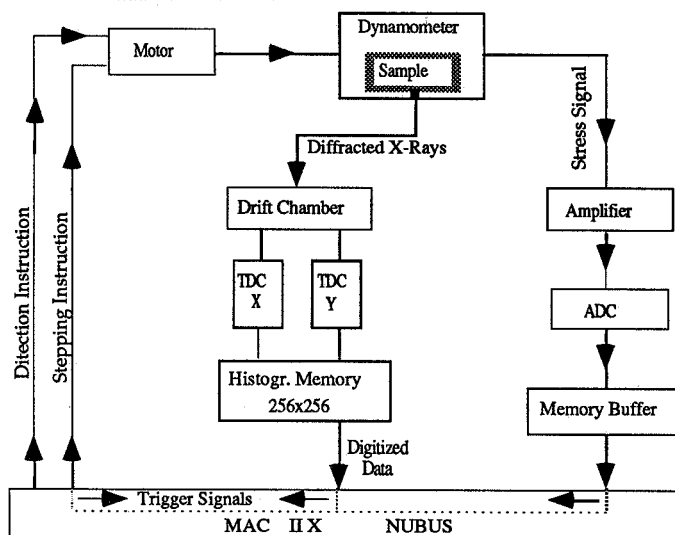 Dynamometer
Motor
Sample
Stress Signal
Diffracted X-Rays
Drift Chamber
Amplifier
Ditection Instruction
Stepping Instruction
TDC
X
TDC
Y
ADC
Histogr. Memory
256x256
Memory Buffer
Digitized
Data
Trigger Signals
MAC II X NUBUS